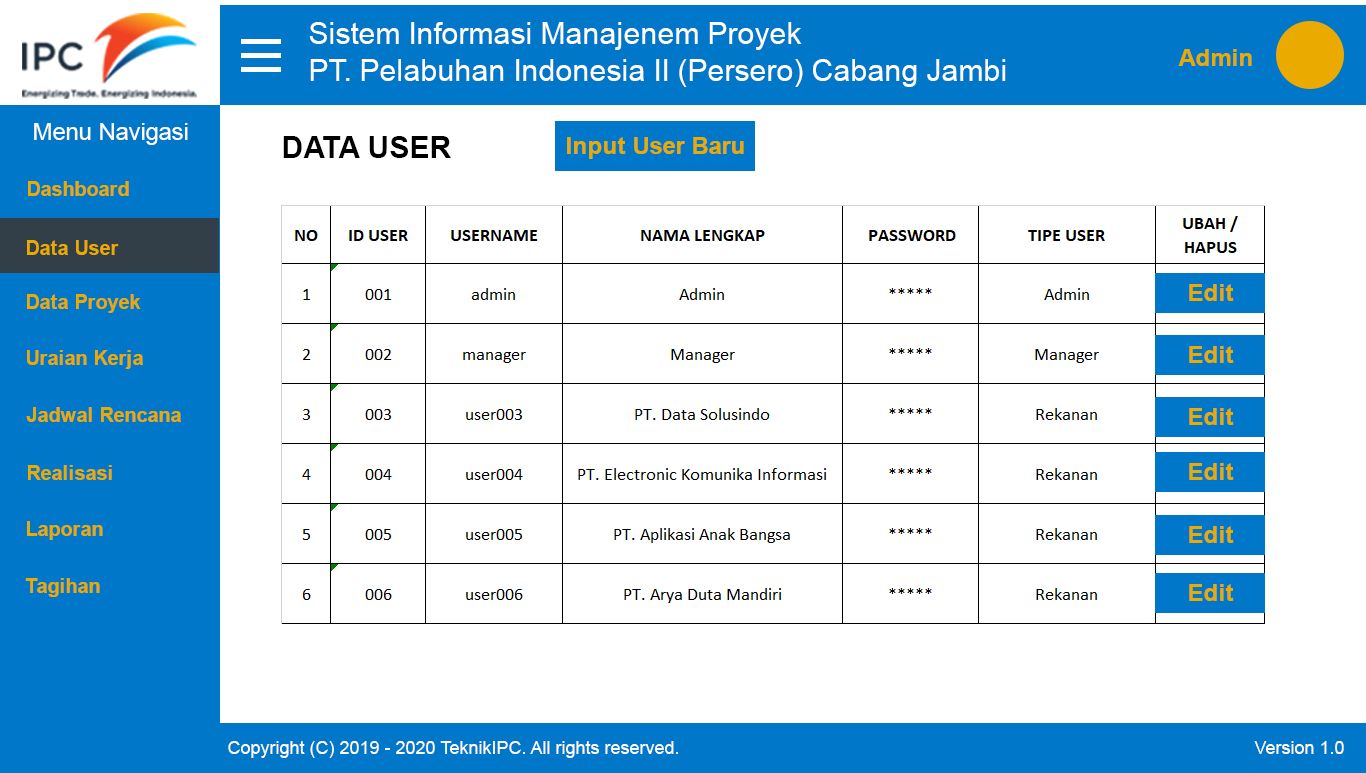 IPC
Energizing Trade. Energizing Indonesia.
Sistem Informasi Manajenem Proyek
PT. Pelabuhan Indonesia II (Persero) Cabang Jambi
Admin
Menu Navigasi
Dashboard
Data User
Data Proyek
Uraian Kerja
Jadwal Rencana
Realisasi
Laporan
Tagihan
DATA USER
Input User Baru
NO ID USER USERNAME NAMA LENGKAP PASSWORD TIPE USER UBAH / HAPUS
1 001 admin Admin ***** Admin Edit
2 002 manager Manager ***** Manager Edit
3 003 user003 PT. Data Solusindo ***** Rekanan Edit
4 004 user004 PT. Electronic Komunika Informasi ***** Rekanan Edit
5 005 user005 PT. Aplikasi Anak Bangsa ***** Rekanan Edit
6 006 user006 PT. Arya Duta Mandiri ***** Rekanan Edit
Copyright (C) 2019 - 2020 TeknikIPC. All rights reserved.
Version 1.0